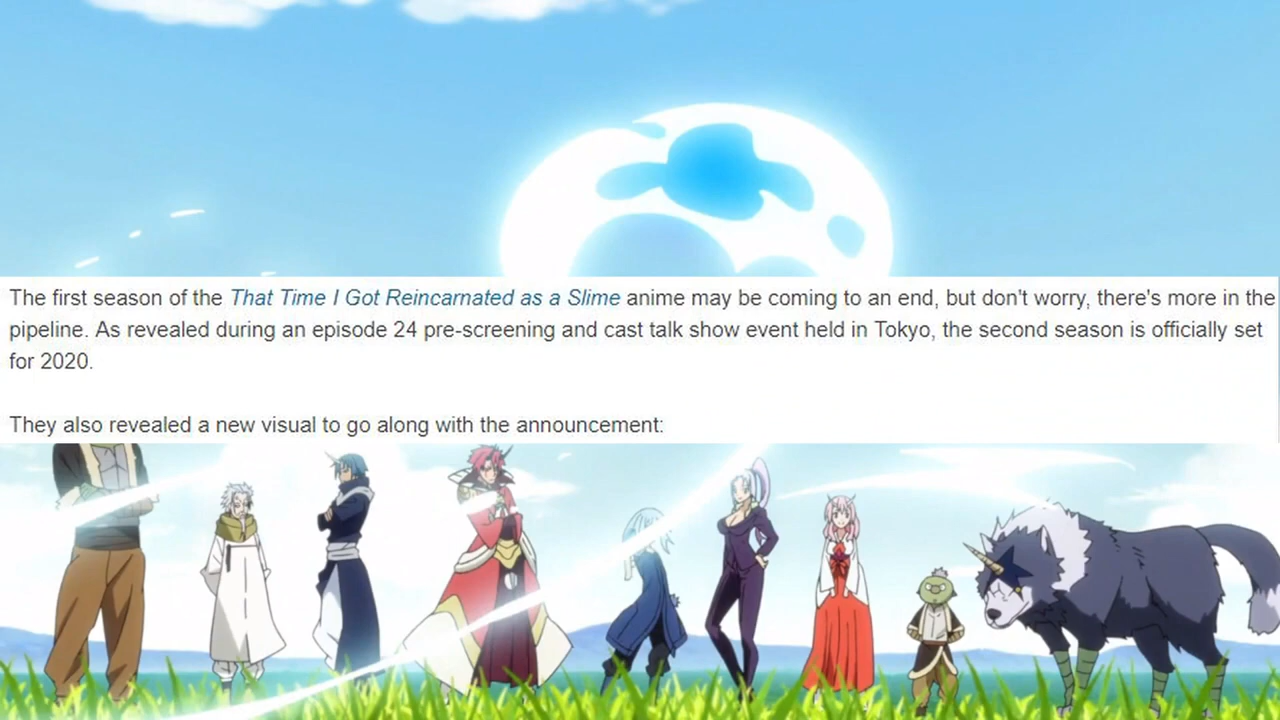 The first season of the That Time I Got Reincarnated as a Slime anime may be coming to an end, but don't worry, there's more in the
pipeline. As revealed during an episode 24 pre-screening and cast talk show event held in Tokyo, the second season is officially set
for 2020.
They also revealed a new visual to go along with the announcement: